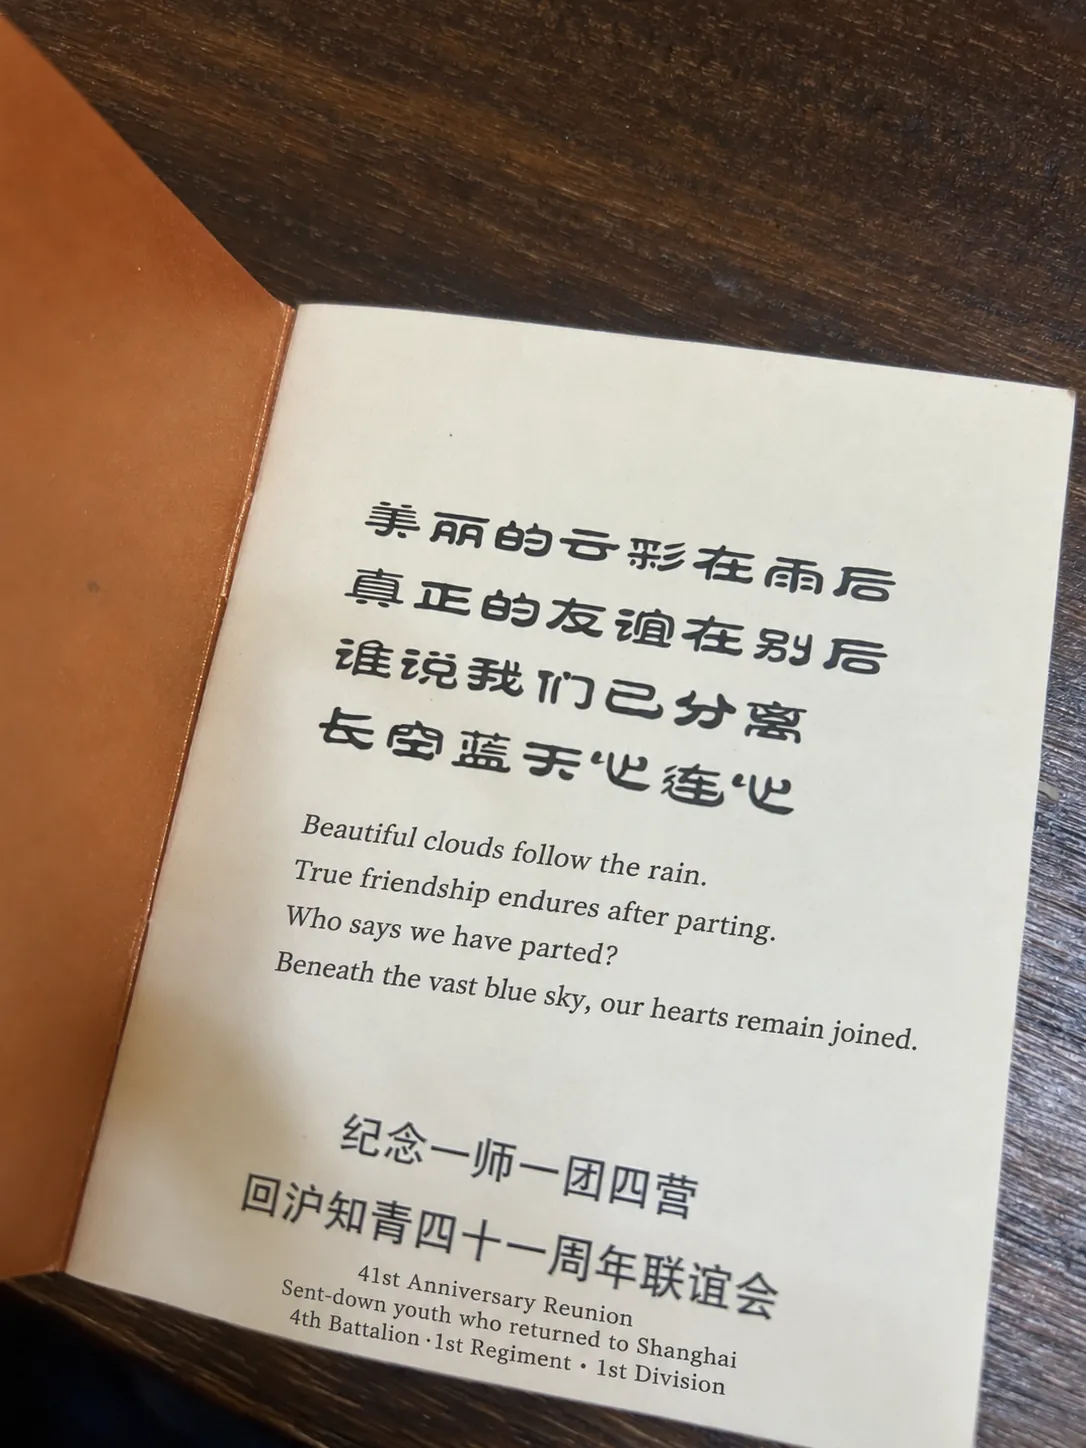 美丽的云彩在雨后
真正的友谊在别后
谁说我们已分离
长空蓝天心连心
Beautiful clouds follow the rain.
True friendship endures after parting.
Who says we have parted?
Beneath the vast blue sky, our hearts remain joined.
纪念一师一团四营
回沪知青四十一周年联谊会
41st Anniversary Reunion
Sent-down youth who returned to Shanghai
4th Battalion · 1st Regiment • 1st Division